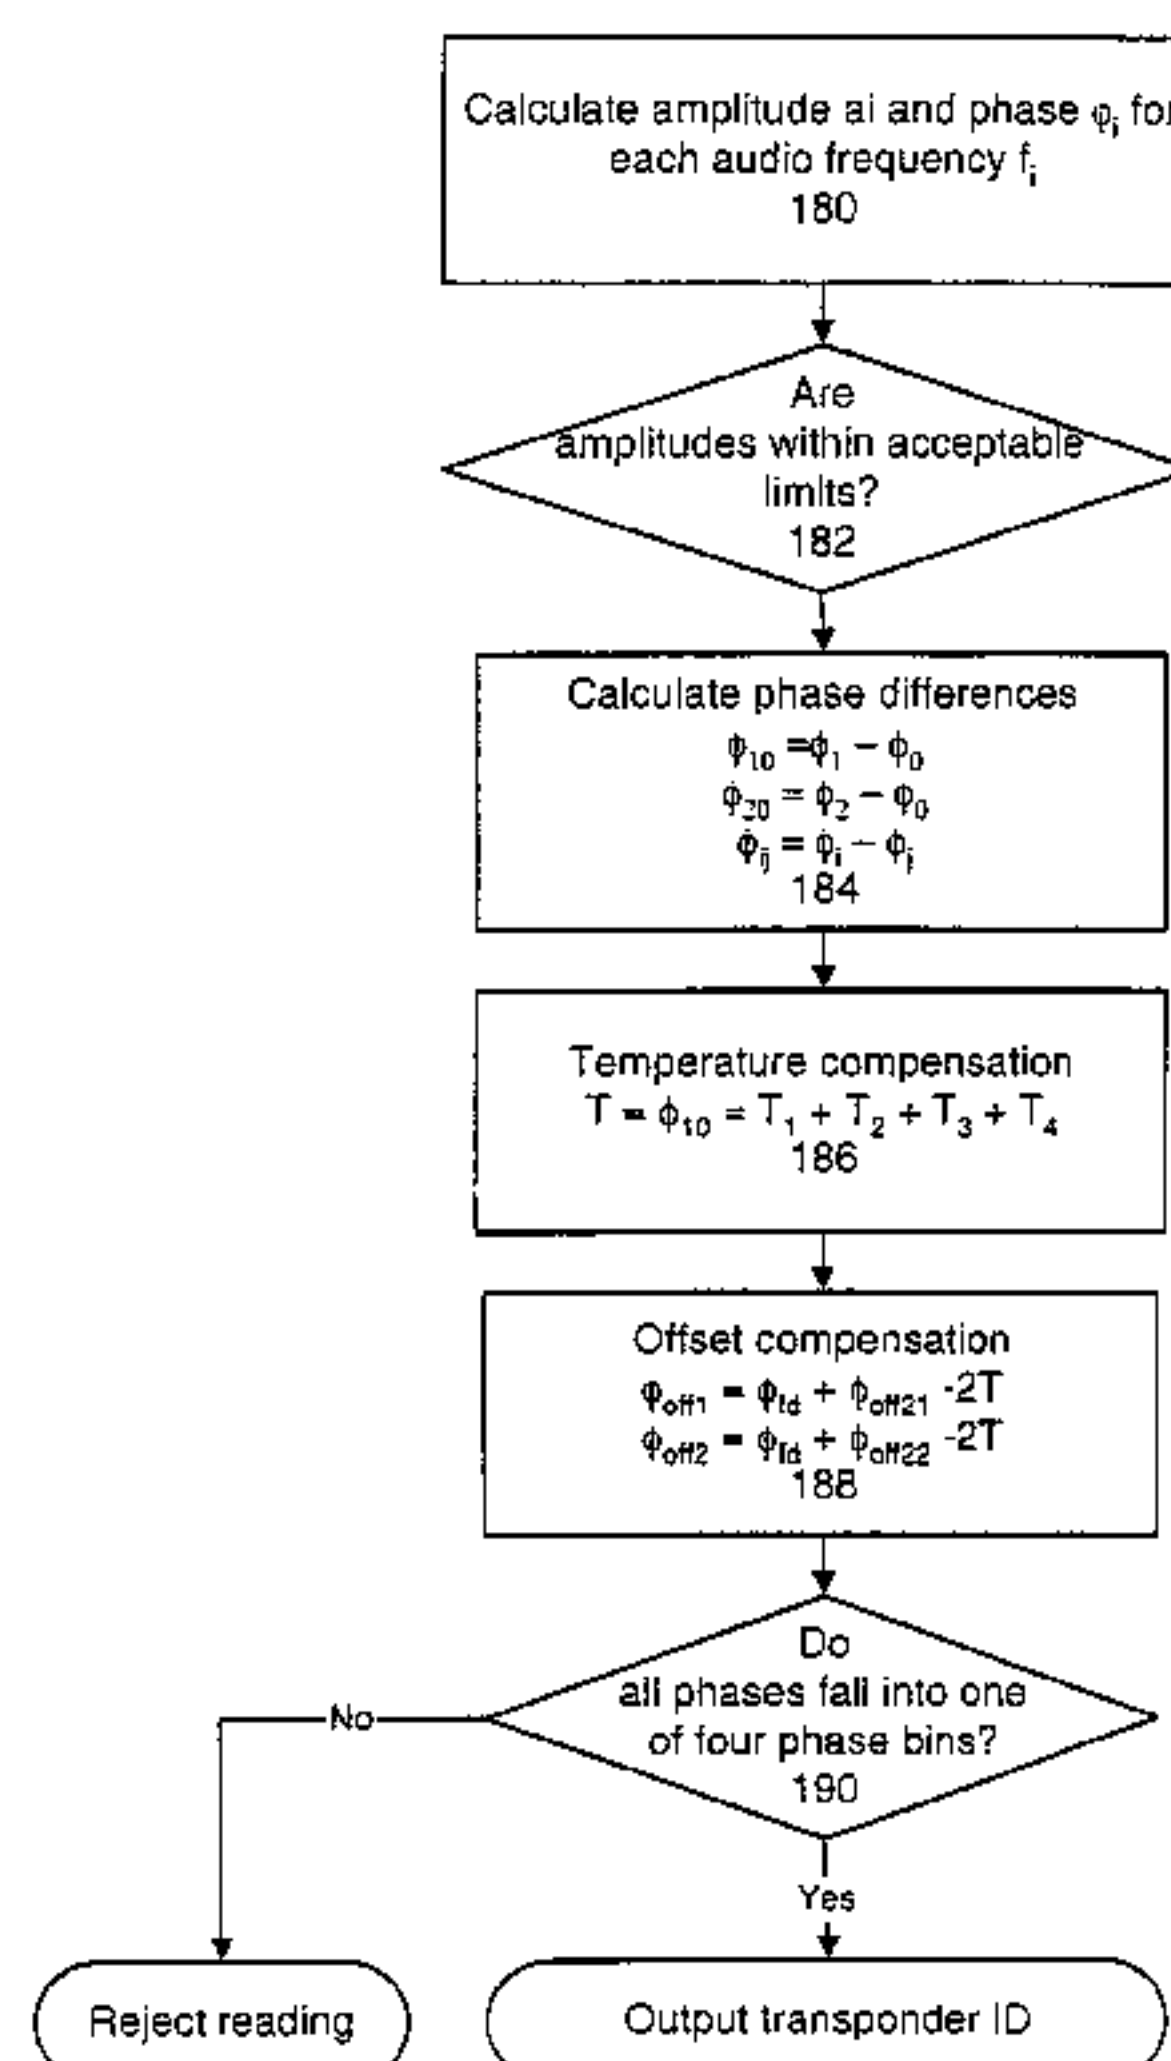 Calculate amplitude ai and phase φi for
each audio frequency fi
180
Are
amplitudes within acceptable
limits?
182
Calculate phase differences
ϕ10 =ϕ1 − ϕ0
ϕ20 = ϕ2 − ϕ0
ϕij = ϕi − ϕj
184
Temperature compensation
T = ϕ10 = T1 + T2 + T3 + T4
186
Offset compensation
φoff1 = ϕId + ϕoff21 -2T
ϕoff2 = ϕId + ϕoff22 -2T
188
Do
all phases fall into one
of four phase bins?
190
No
Yes
Reject reading
Output transponder ID